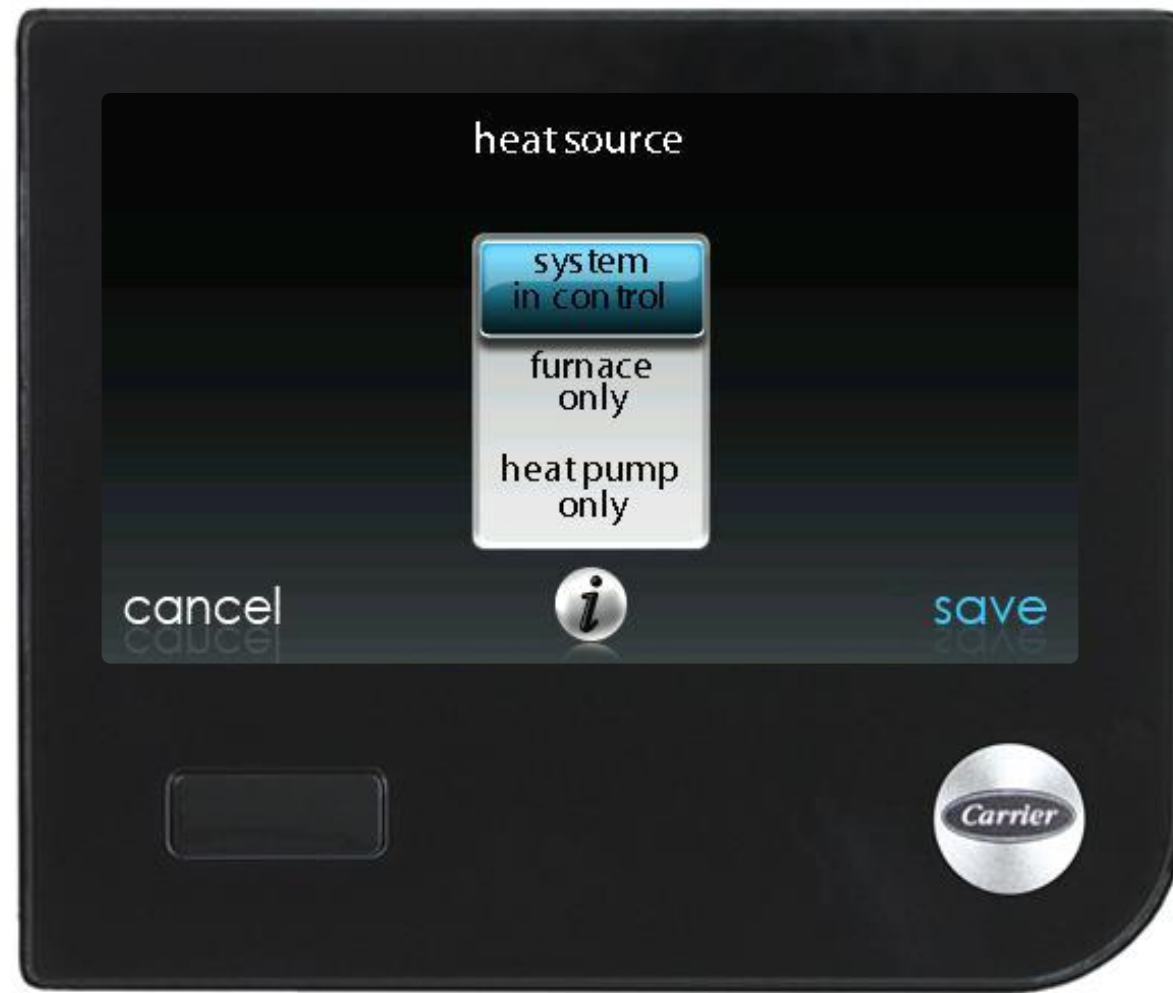 heat source
system
in control
furnace
only
heat pump
only
cancel
i
save
Carrier